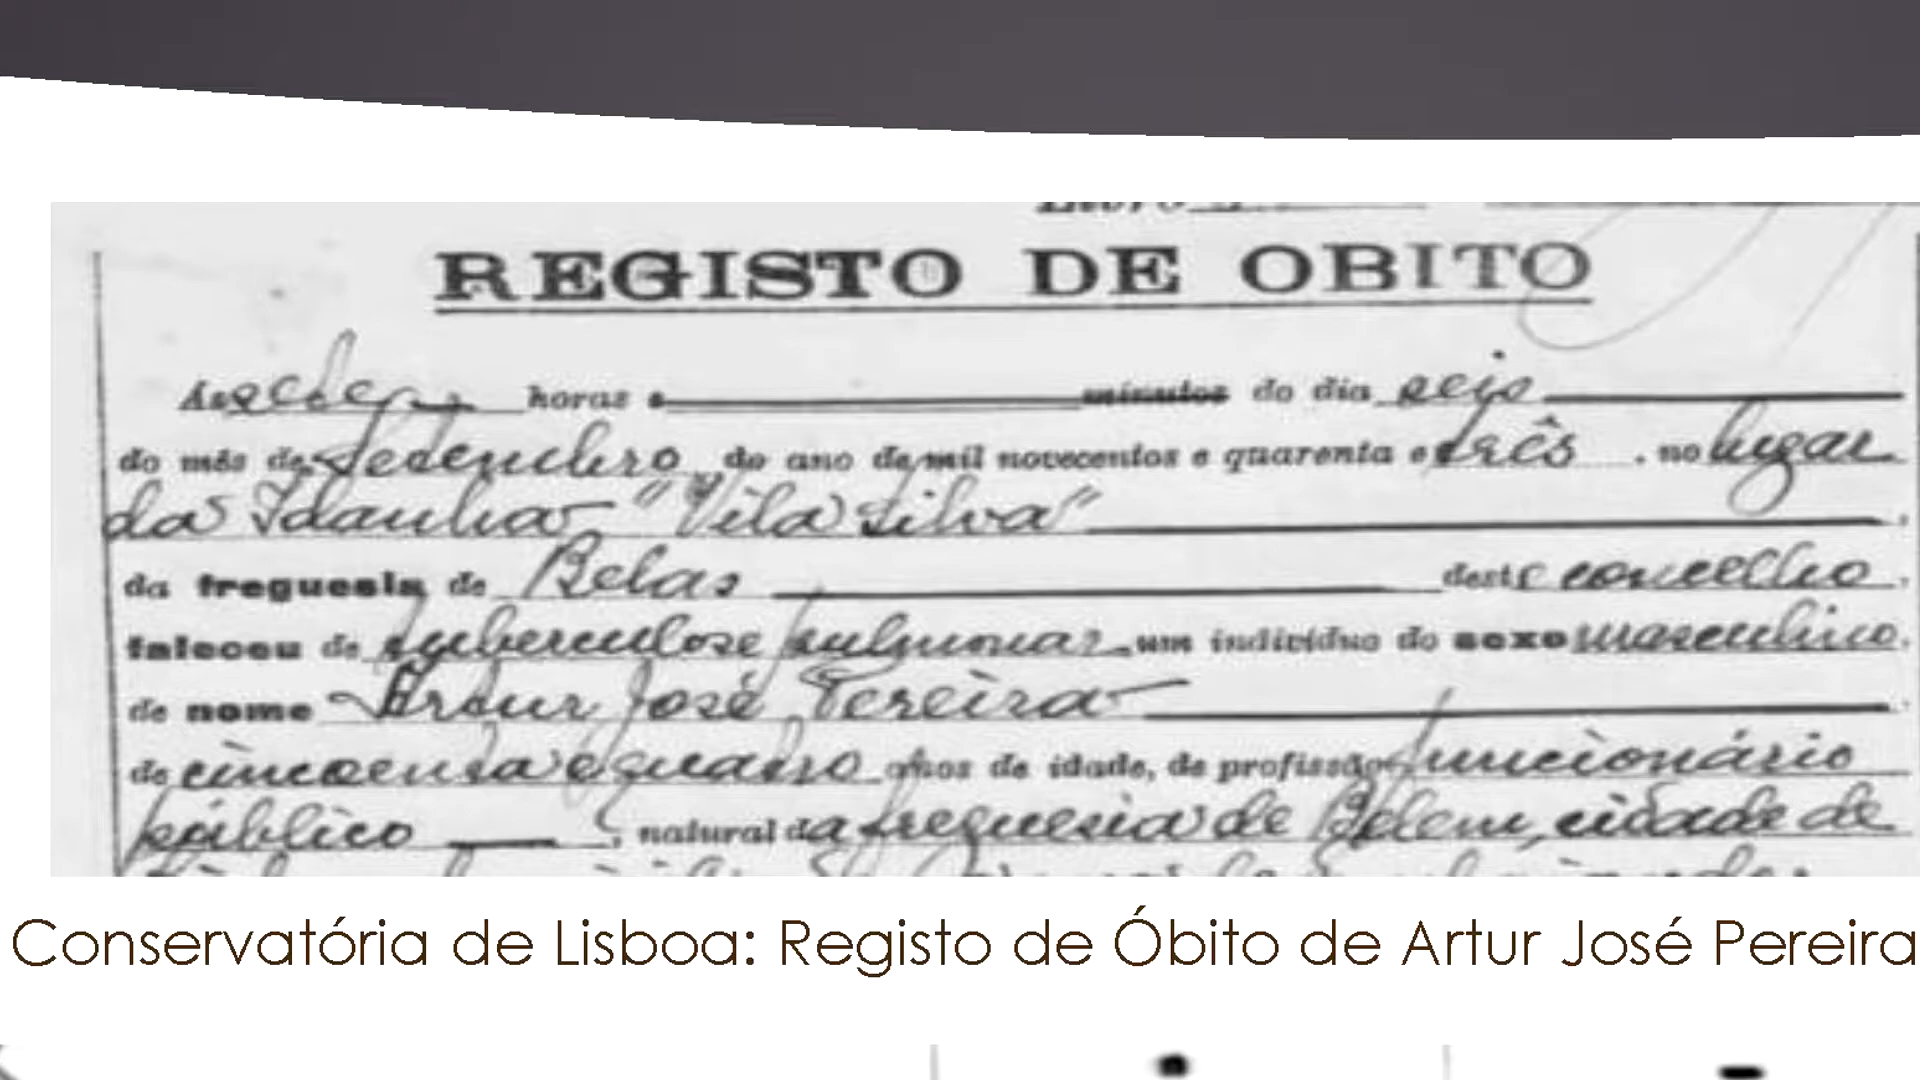 REGISTO DE OBITO
Ás sete horas e minutos do dia seis
do mês de Setembro do ano de mil novecentos e quarenta e três, no lugar
da Idanha "Vila Silva"
da freguesia de Belas deste concelho,
faleceu de tuberculose pulmonar um indivíduo do sexo masculino,
de nome Artur José Pereira
de cincoenta e quatro anos de idade, de profissão funcionário
público, natural da freguesia de Belem, cidade de
Conservatória de Lisboa: Registo de Óbito de Artur José Pereira